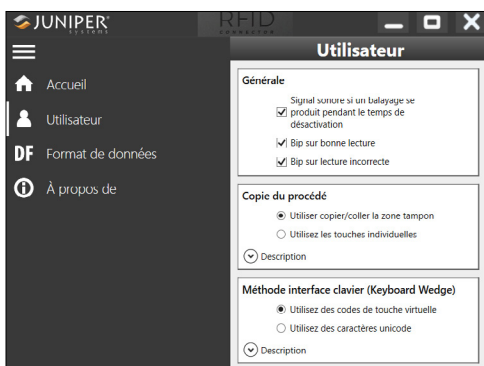 JUNIPER
systems
RFID
CONNECTOR
Utilisateur
Accueil
Utilisateur
DF Format de données
À propos de
Générale
Signal sonore si un balayage se
produit pendant le temps de
désactivation
Bip sur bonne lecture
Bip sur lecture incorrecte
Copie du procédé
Utiliser copier/coller la zone tampon
Utilisez les touches individuelles
Description
Méthode interface clavier (Keyboard Wedge)
Utilisez des codes de touche virtuelle
Utilisez des caractères unicode
Description